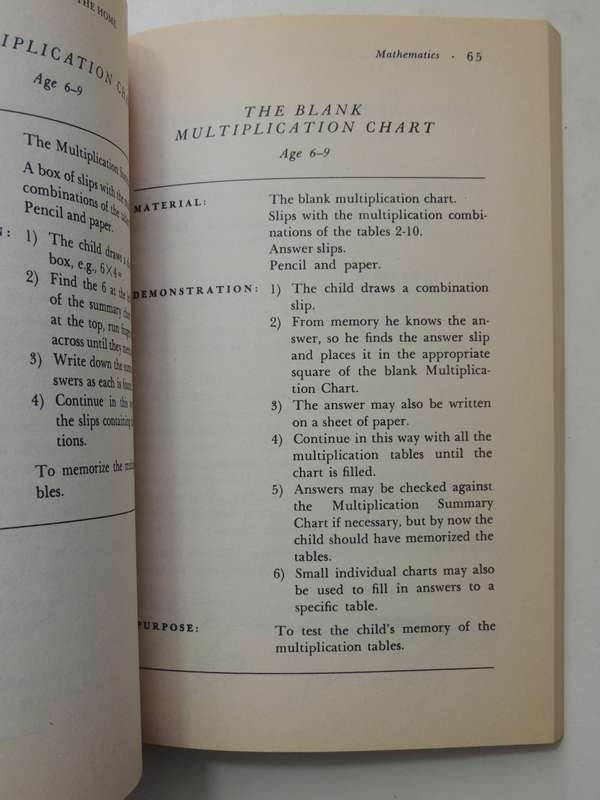 THE HOME
IPLICATION
Age 6–9
The Multiplication
A box of slips with the
combinations of the
Pencil and paper.
1) The child draws a
box, e.g., 6×4=
2) Find the 6 at the
of the summary
at the top, run
across until they
3) Write down the
swers as each is
4) Continue in this
the slips containing
tions.
To memorize the
bles.
Mathematics · 65
THE BLANK
MULTIPLICATION CHART
Age 6–9
MATERIAL:
The blank multiplication chart.
Slips with the multiplication combi-
nations of the tables 2-10.
Answer slips.
Pencil and paper.
DEMONSTRATION:
1) The child draws a combination
slip.
2) From memory he knows the an-
swer, so he finds the answer slip
and places it in the appropriate
square of the blank Multiplica-
tion Chart.
3) The answer may also be written
on a sheet of paper.
4) Continue in this way with all the
multiplication tables until the
chart is filled.
5) Answers may be checked against
the Multiplication Summary
Chart if necessary, but by now the
child should have memorized the
tables.
6) Small individual charts may also
be used to fill in answers to a
specific table.
PURPOSE:
To test the child's memory of the
multiplication tables.